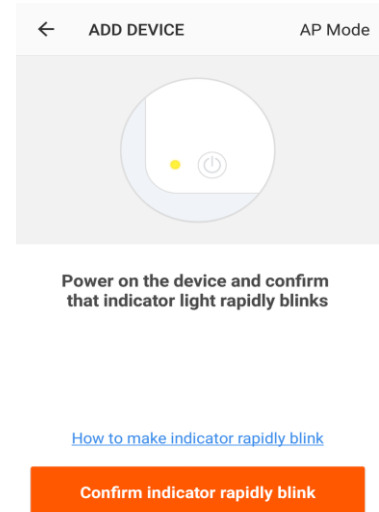 ADD DEVICE AP Mode
Power on the device and confirm
that indicator light rapidly blinks
How to make indicator rapidly blink
Confirm indicator rapidly blink